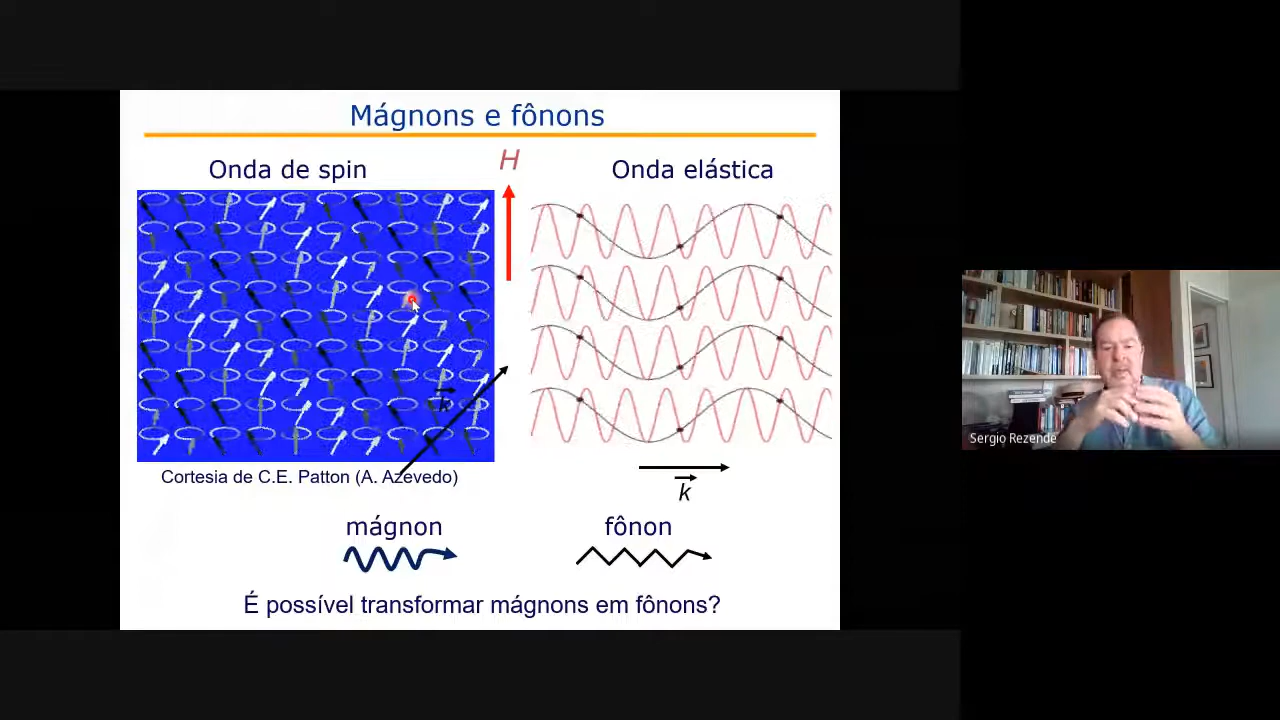 Mágnons e fônons
Onda de spin
H
Onda elástica
k
Cortesia de C.E. Patton (A. Azevedo)
k
mágnon
fônon
É possível transformar mágnons em fônons?
Sergio Rezende